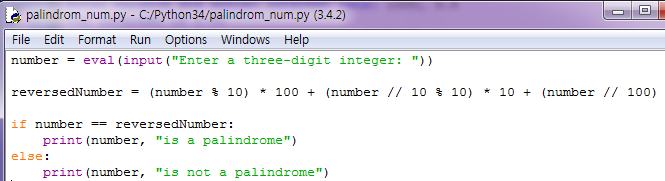 palindrom_num.py - C:/Python34/palindrom_num.py (3.4.2)
File Edit Format Run Options Windows Help
number = eval(input("Enter a three-digit integer: "))
reversedNumber = (number % 10) * 100 + (number // 10 % 10) * 10 + (number // 100)
if number == reversedNumber:
    print(number, "is a palindrome")
else:
    print(number, "is not a palindrome")